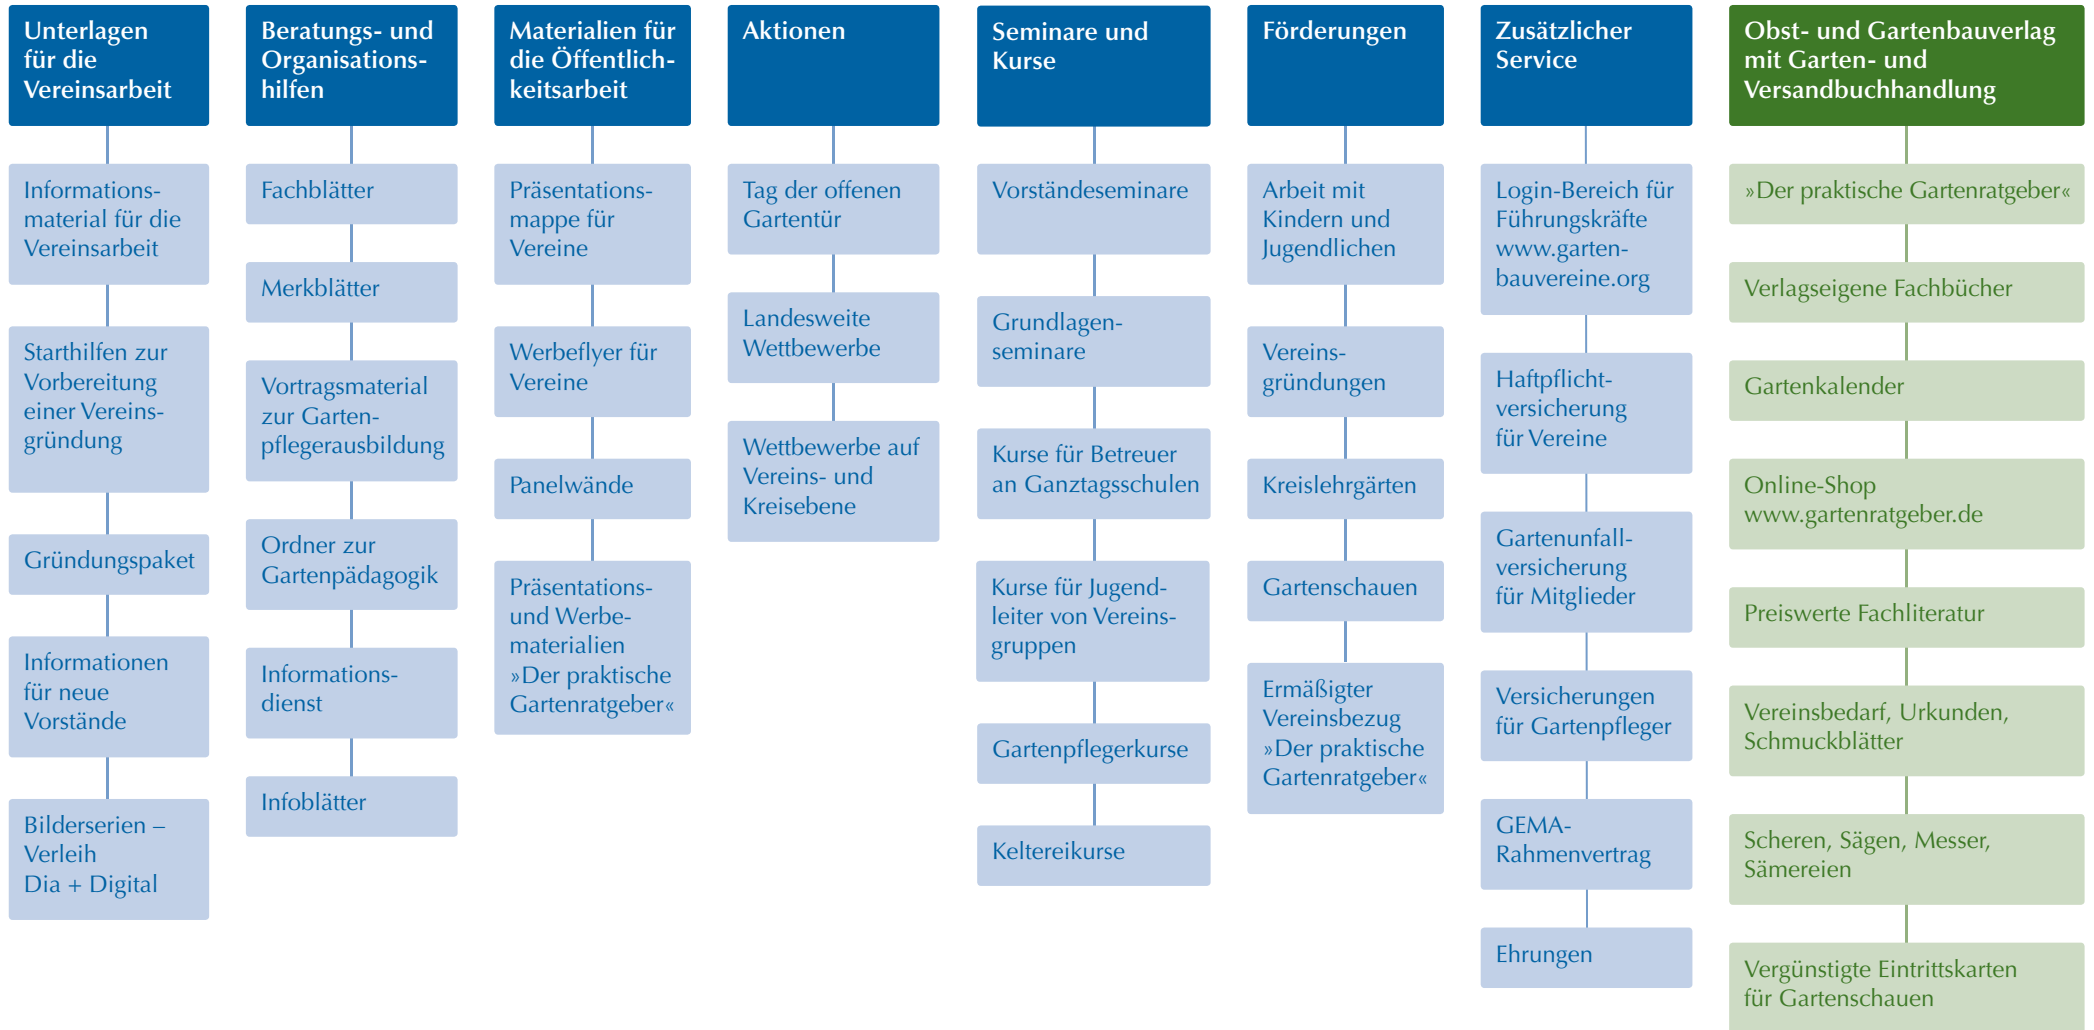 Unterlagen
für die
Vereinsarbeit
Informations-
material für die
Vereinsarbeit
Starthilfen zur
Vorbereitung
einer Vereins-
gründung
Gründungspaket
Informationen
für neue
Vorstände
Bilderserien –
Verleih
Dia + Digital
Beratungs- und
Organisations-
hilfen
Fachblätter
Merkblätter
Vortragsmaterial
zur Garten-
pflegerausbildung
Ordner zur
Gartenpädagogik
Informations-
dienst
Infoblätter
Materialien für
die Öffentlich-
keitsarbeit
Präsentations-
mappe für
Vereine
Werbeflyer für
Vereine
Panelwände
Präsentations-
und Werbe-
materialien
»Der praktische
Gartenratgeber«
Aktionen
Tag der offenen
Gartentür
Landesweite
Wettbewerbe
Wettbewerbe auf
Vereins- und
Kreisebene
Seminare und
Kurse
Vorständeseminare
Grundlagen-
seminare
Kurse für Betreuer
an Ganztagsschulen
Kurse für Jugend-
leiter von Vereins-
gruppen
Gartenpflegerkurse
Keltereikurse
Förderungen
Arbeit mit
Kindern und
Jugendlichen
Vereins-
gründungen
Kreislehrgärten
Gartenschauen
Ermäßigter
Vereinsbezug
»Der praktische
Gartenratgeber«
Zusätzlicher
Service
Login-Bereich für
Führungskräfte
www.garten-
bauvereine.org
Haftpflicht-
versicherung
für Vereine
Gartenunfall-
versicherung
für Mitglieder
Versicherungen
für Gartenpfleger
GEMA-
Rahmenvertrag
Ehrungen
Obst- und Gartenbauverlag
mit Garten- und
Versandbuchhandlung
»Der praktische Gartenratgeber«
Verlagseigene Fachbücher
Gartenkalender
Online-Shop
www.gartenratgeber.de
Preiswerte Fachliteratur
Vereinsbedarf, Urkunden,
Schmuckblätter
Scheren, Sägen, Messer,
Sämereien
Vergünstigte Eintrittskarten
für Gartenschauen